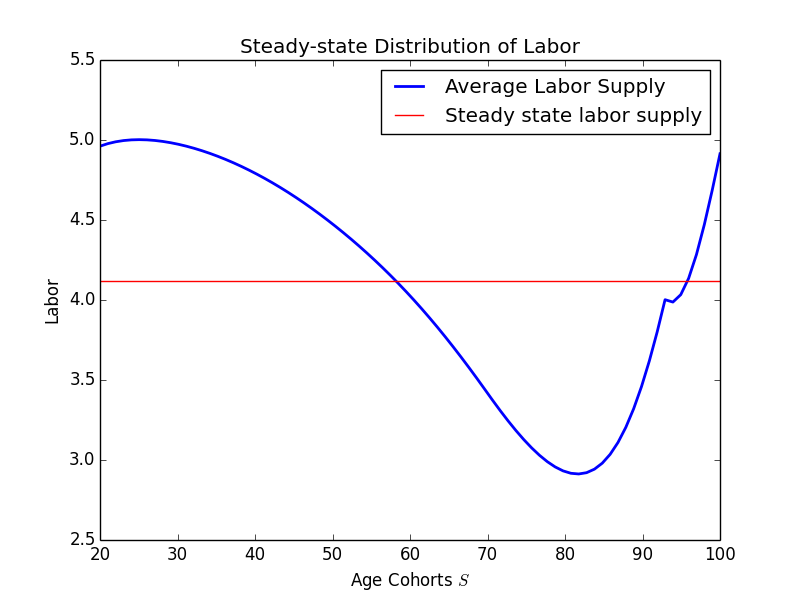 Steady-state Distribution of Labor
Average Labor Supply
Steady state labor supply
Labor
5.5
5.0
4.5
4.0
3.5
3.0
2.5
20 30 40 50 60 70 80 90 100
Age Cohorts S